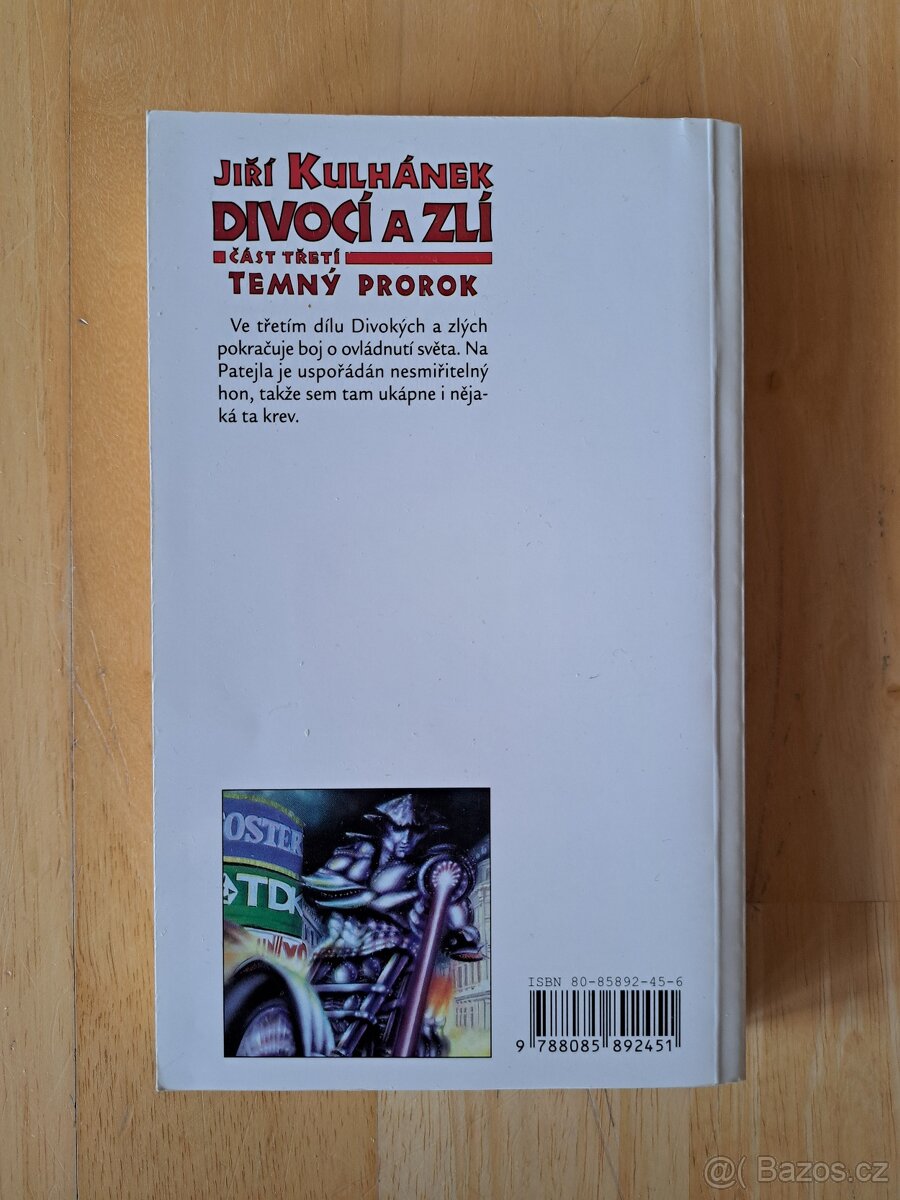 JIŘÍ KULHÁNEK
DIVOCÍ A ZLÍ
ČÁST TŘETÍ
TEMNÝ PROROK
Ve třetím dílu Divokých a zlých
pokračuje boj o ovládnutí světa. Na
Patejla je uspořádán nesmiřitelný
hon, takže sem tam ukápne i něja-
ká ta krev.
OSTER
TDK
ISBN 80-85892-45-6
9 788085 892451
@( Bazos.cz